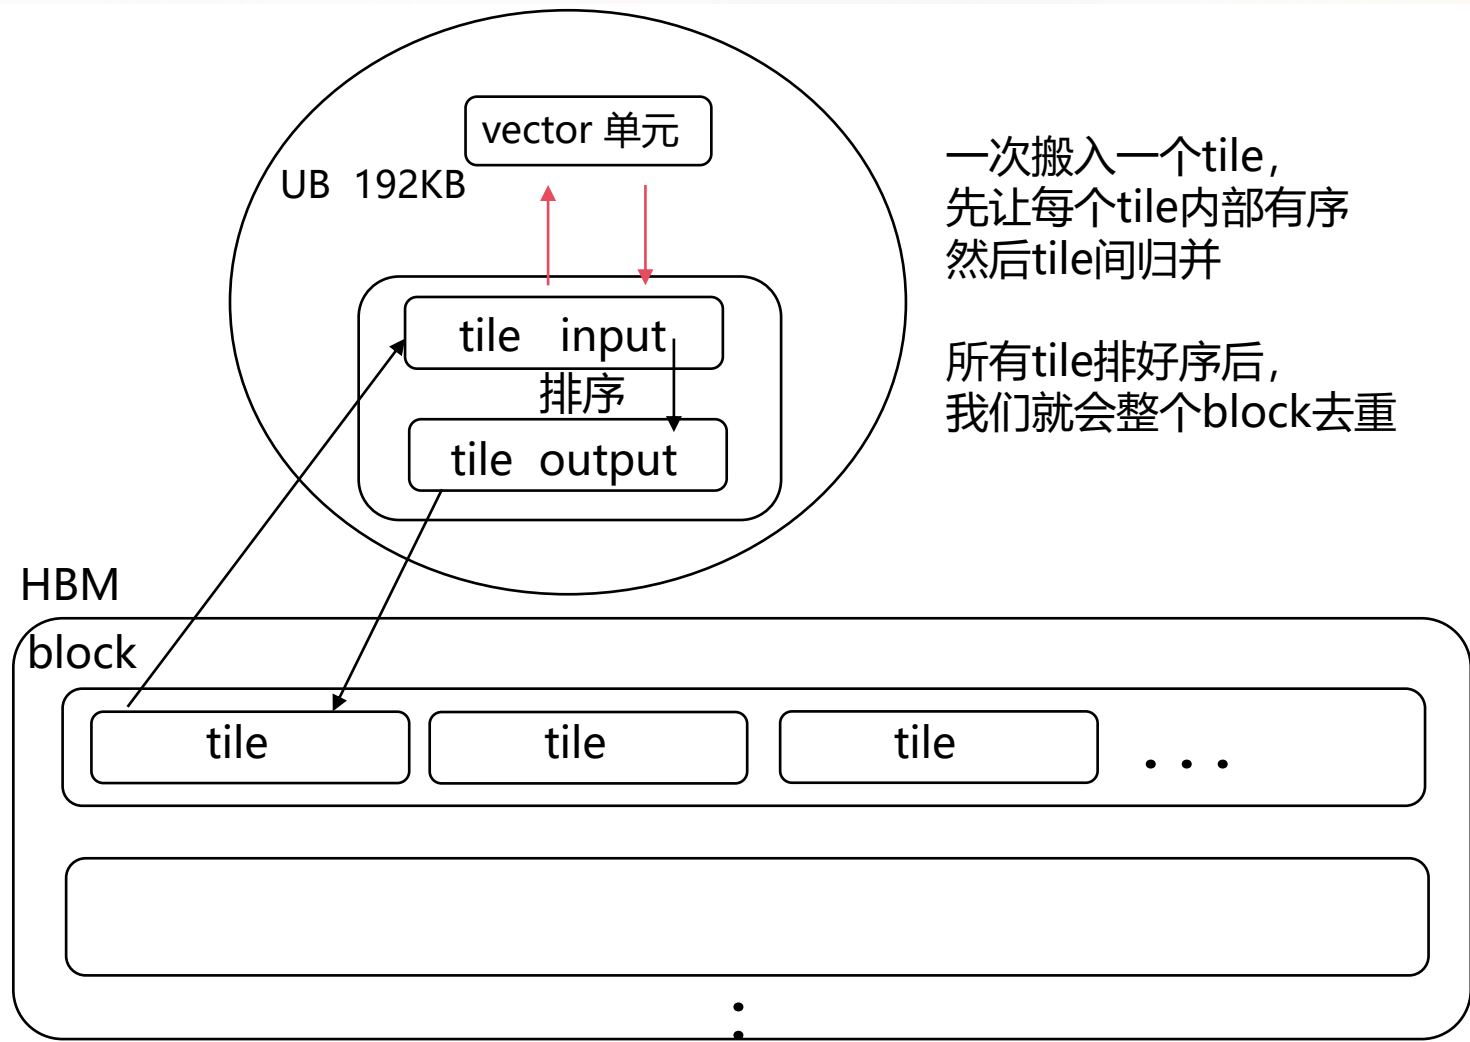 vector 单元
UB 192KB
tile input
排序
tile output
一次搬入一个tile,
先让每个tile内部有序
然后tile间归并
所有tile排好序后,
我们就会整个block去重
HBM
block
tile tile tile . . .
: